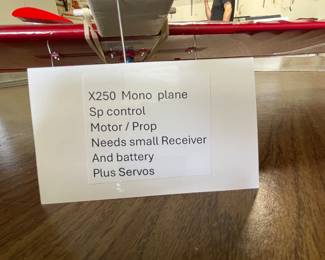 X250 Mono plane
Sp control
Motor / Prop
Needs small Receiver
And battery
Plus Servos